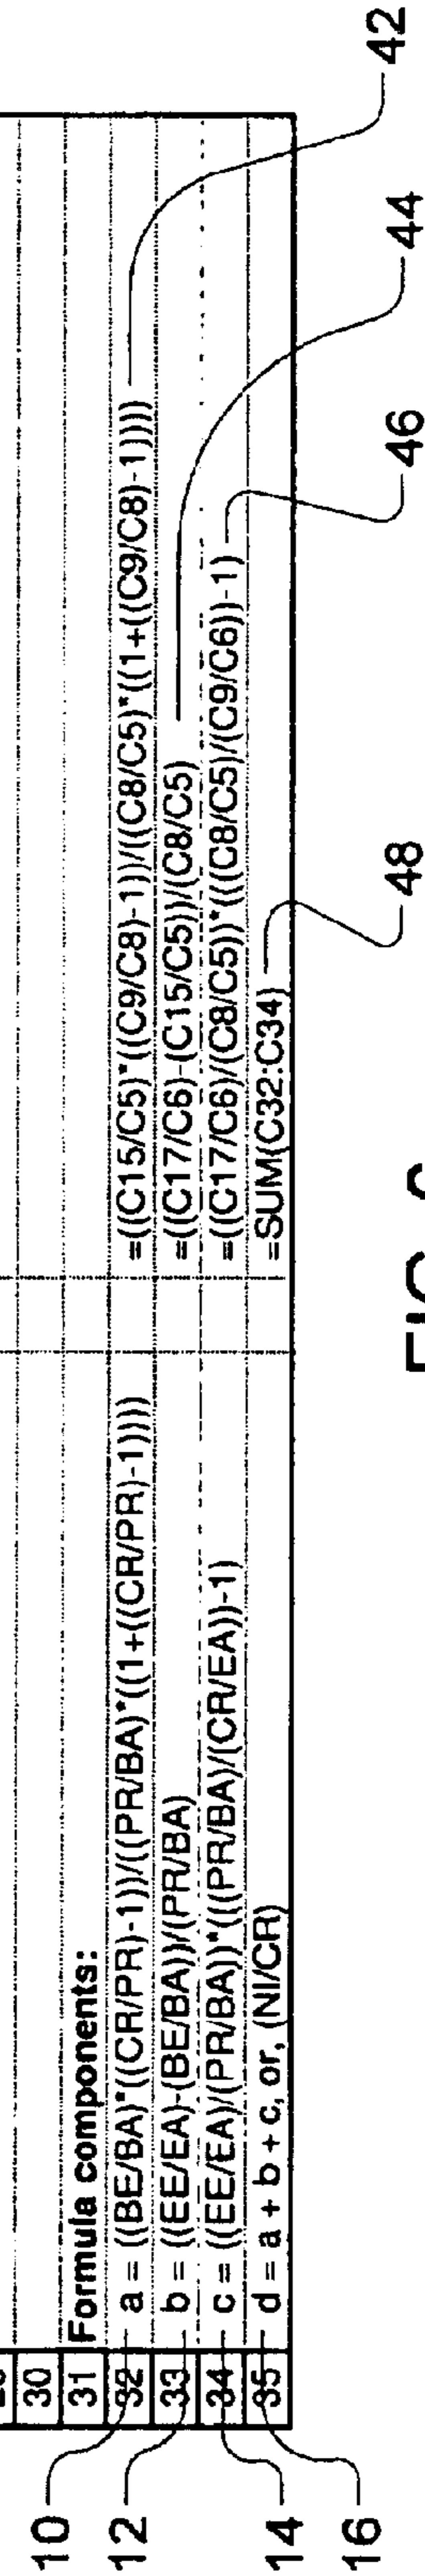 30
31 Formula components:
10 32 a = ((BE/BA)*((CR/PR)-1))/((PR/BA)*((1+((CR/PR)-1)))) =((C15/C5)*((C9/C8)-1))/((C8/C5)*((1+((C9/C8)-1)))) 42
12 33 b = ((EE/EA)-(BE/BA))/(PR/BA) =((C17/C6)-(C15/C5))/(C8/C5) 44
14 34 c = ((EE/EA)/(PR/BA))*(((PR/BA)/(CR/EA))-1) =((C17/C6)/(C8/C5))*(((C8/C5)/(C9/C6))-1) 46
16 35 d = a + b + c, or, (NI/CR) =SUM(C32:C34) 48